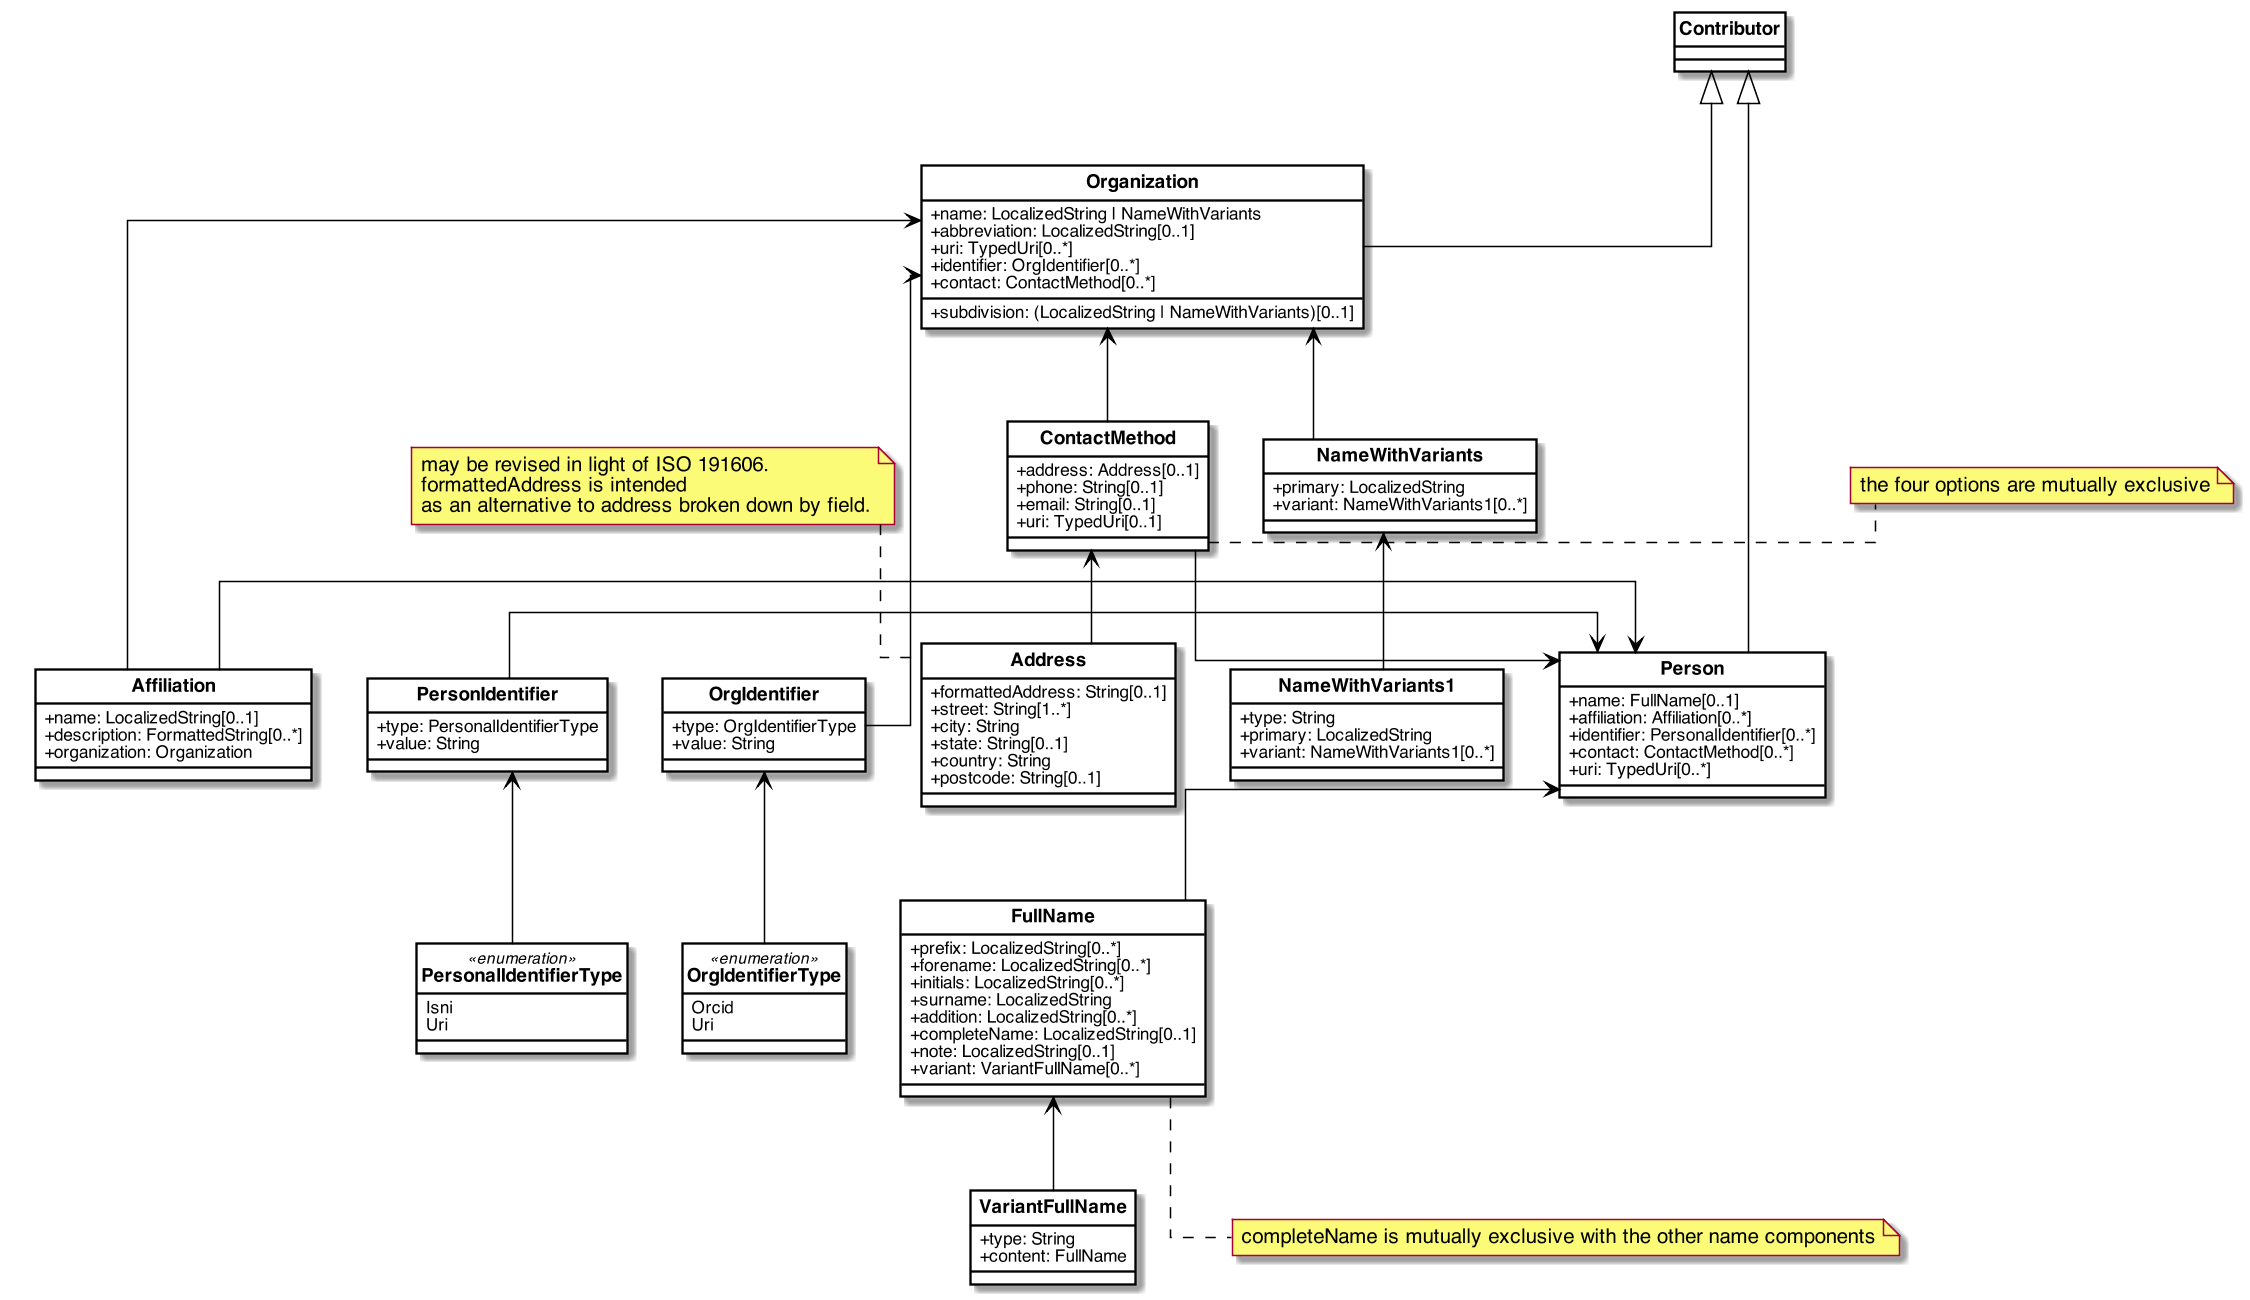 Contributor
Organization
+name: LocalizedString | NameWithVariants
+abbreviation: LocalizedString[0..1]
+uri: TypedUri[0..*]
+identifier: OrgIdentifier[0..*]
+contact: ContactMethod[0..*]
+subdivision: (LocalizedString | NameWithVariants)[0..1]
may be revised in light of ISO 191606.
formattedAddress is intended
as an alternative to address broken down by field.
ContactMethod
+address: Address[0..1]
+phone: String[0..1]
+email: String[0..1]
+uri: TypedUri[0..1]
NameWithVariants
+primary: LocalizedString
+variant: NameWithVariants1[0..*]
the four options are mutually exclusive
Affiliation
+name: LocalizedString[0..1]
+description: FormattedString[0..*]
+organization: Organization
PersonIdentifier
+type: PersonalIdentifierType
+value: String
OrgIdentifier
+type: OrgIdentifierType
+value: String
Address
+formattedAddress: String[0..1]
+street: String[1..*]
+city: String
+state: String[0..1]
+country: String
+postcode: String[0..1]
NameWithVariants1
+type: String
+primary: LocalizedString
+variant: NameWithVariants1[0..*]
Person
+name: FullName[0..1]
+affiliation: Affiliation[0..*]
+identifier: PersonalIdentifier[0..*]
+contact: ContactMethod[0..*]
+uri: TypedUri[0..*]
«enumeration»
PersonalIdentifierType
Isni
Uri
«enumeration»
OrgIdentifierType
Orcid
Uri
FullName
+prefix: LocalizedString[0..*]
+forename: LocalizedString[0..*]
+initials: LocalizedString[0..*]
+surname: LocalizedString
+addition: LocalizedString[0..*]
+completeName: LocalizedString[0..1]
+note: LocalizedString[0..1]
+variant: VariantFullName[0..*]
VariantFullName
+type: String
+content: FullName
completeName is mutually exclusive with the other name components